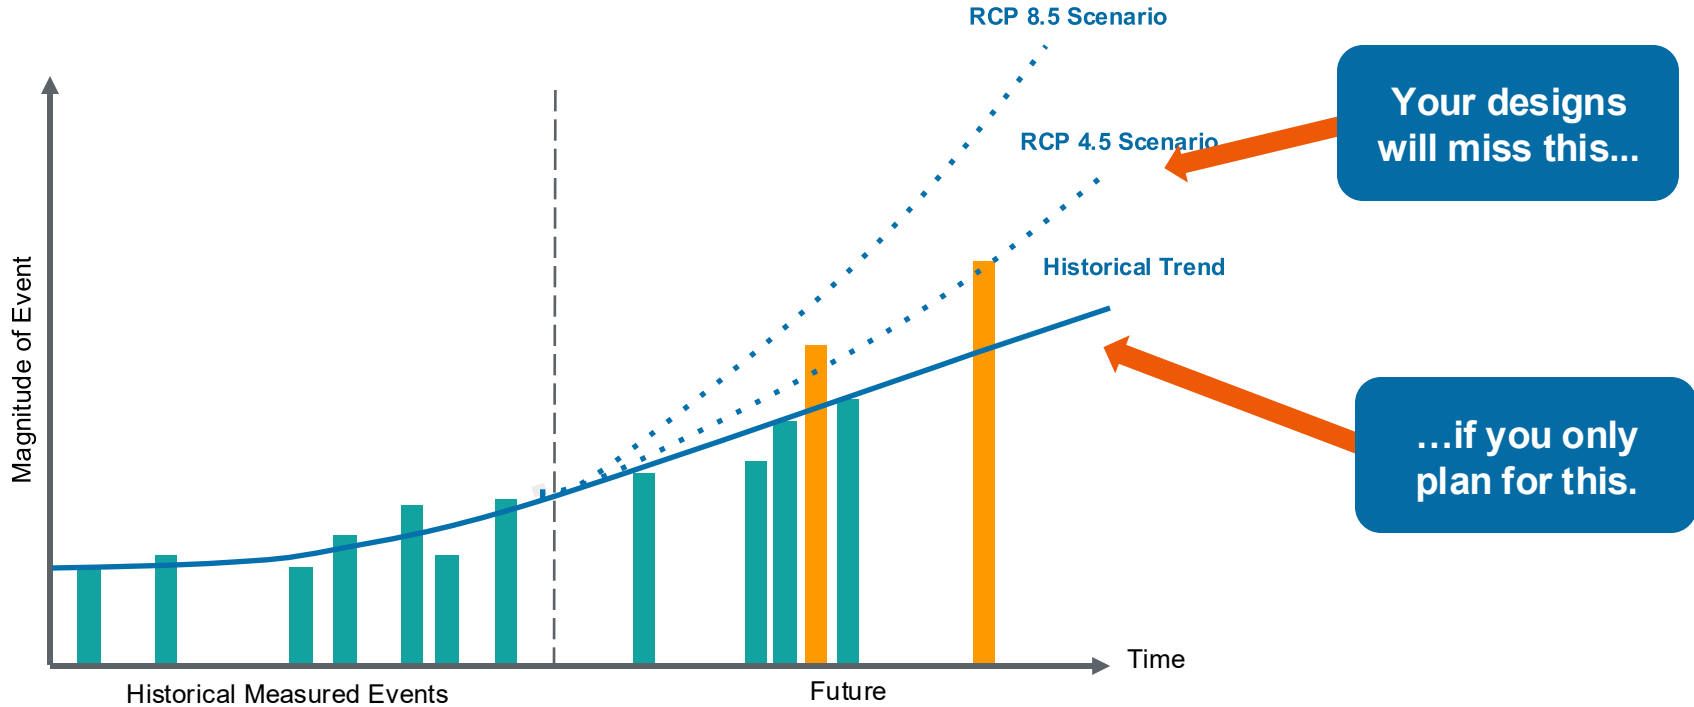 RCP 8.5 Scenario
Your designs
will miss this...
RCP 4.5 Scenario
Historical Trend
Magnitude of Event
…if you only
plan for this.
Time
Historical Measured Events
Future